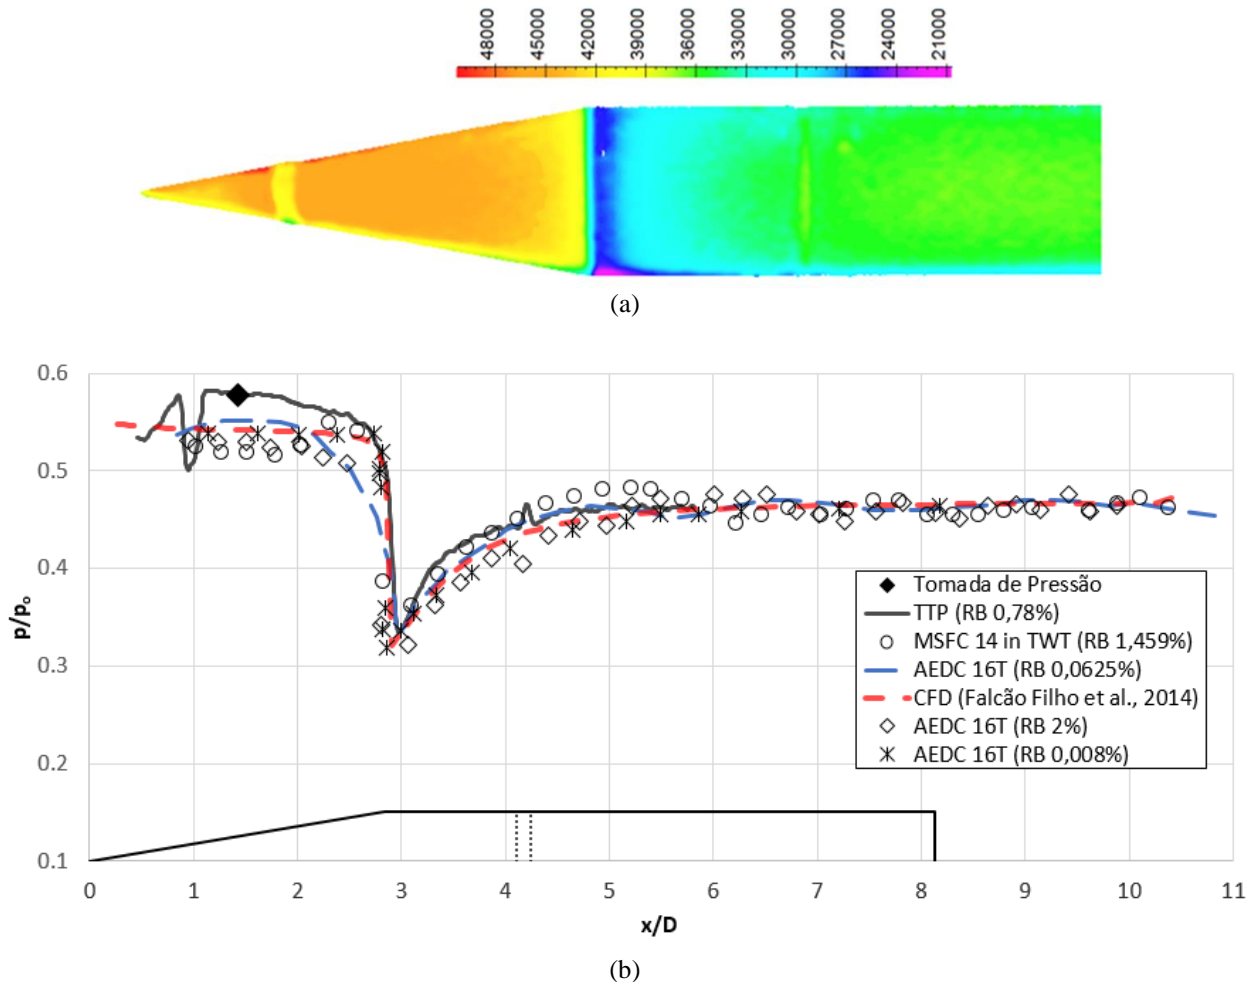 48000 45000 42000 39000 36000 33000 30000 27000 24000 21000
(a)
p/pₒ
0.6
0.5
0.4
0.3
0.2
0.1
Tomada de Pressão
TTP (RB 0,78%)
MSFC 14 in TWT (RB 1,459%)
AEDC 16T (RB 0,0625%)
CFD (Falcão Filho et al., 2014)
AEDC 16T (RB 2%)
AEDC 16T (RB 0,008%)
0 1 2 3 4 5 6 7 8 9 10 11
x/D
(b)